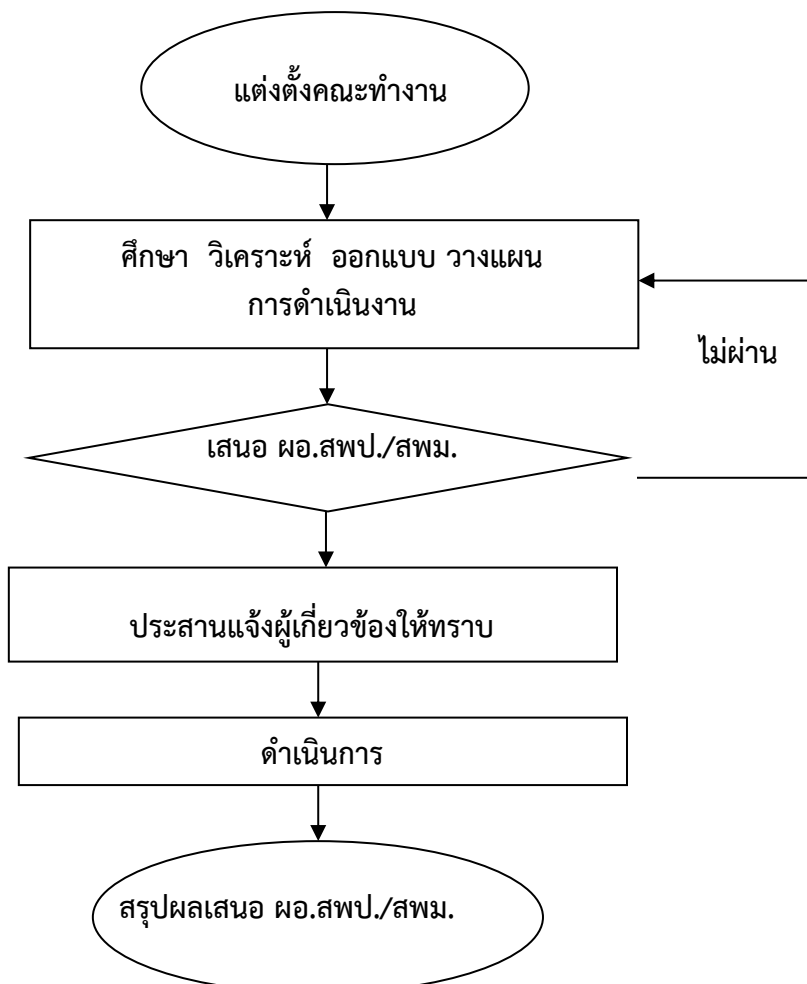 แต่งตั้งคณะทำงาน
ศึกษา วิเคราะห์ ออกแบบ วางแผน
การดำเนินงาน
ไม่ผ่าน
เสนอ ผอ.สพป./สพม.
ประสานแจ้งผู้เกี่ยวข้องให้ทราบ
ดำเนินการ
สรุปผลเสนอ ผอ.สพป./สพม.